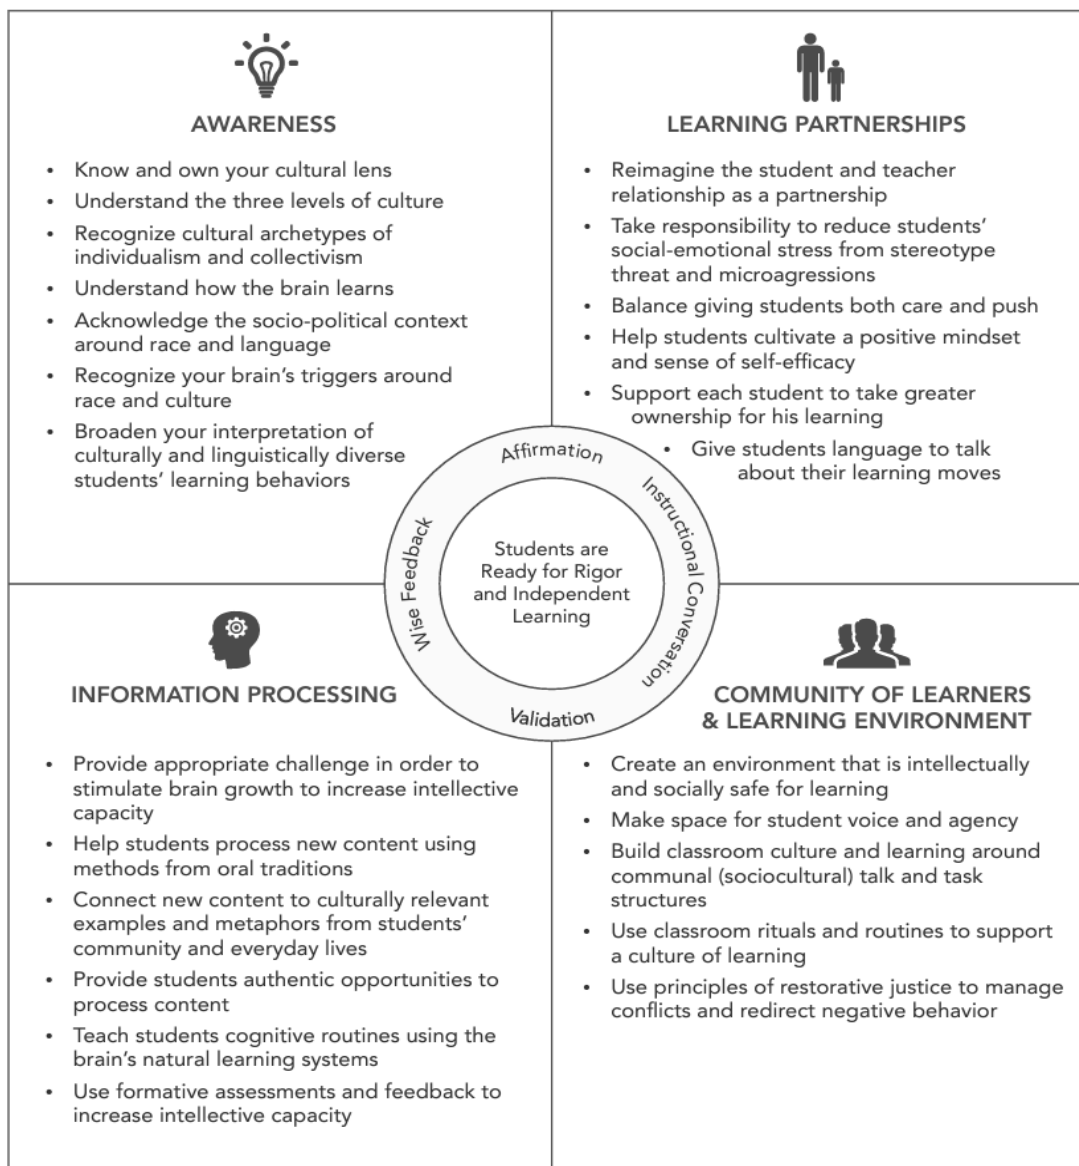 AWARENESS
• Know and own your cultural lens
• Understand the three levels of culture
• Recognize cultural archetypes of
individualism and collectivism
• Understand how the brain learns
• Acknowledge the socio-political context
around race and language
• Recognize your brain's triggers around
race and culture
• Broaden your interpretation of
culturally and linguistically diverse
students' learning behaviors
LEARNING PARTNERSHIPS
• Reimagine the student and teacher
relationship as a partnership
• Take responsibility to reduce students'
social-emotional stress from stereotype
threat and microagressions
• Balance giving students both care and push
• Help students cultivate a positive mindset
and sense of self-efficacy
• Support each student to take greater
ownership for his learning
• Give students language to talk
about their learning moves
Affirmation
Instructional Conversation
Validation
Wise Feedback
Students are
Ready for Rigor
and Independent
Learning
INFORMATION PROCESSING
• Provide appropriate challenge in order to
stimulate brain growth to increase intellective
capacity
• Help students process new content using
methods from oral traditions
• Connect new content to culturally relevant
examples and metaphors from students'
community and everyday lives
• Provide students authentic opportunities to
process content
• Teach students cognitive routines using the
brain's natural learning systems
• Use formative assessments and feedback to
increase intellective capacity
COMMUNITY OF LEARNERS
& LEARNING ENVIRONMENT
• Create an environment that is intellectually
and socially safe for learning
• Make space for student voice and agency
• Build classroom culture and learning around
communal (sociocultural) talk and task
structures
• Use classroom rituals and routines to support
a culture of learning
• Use principles of restorative justice to manage
conflicts and redirect negative behavior